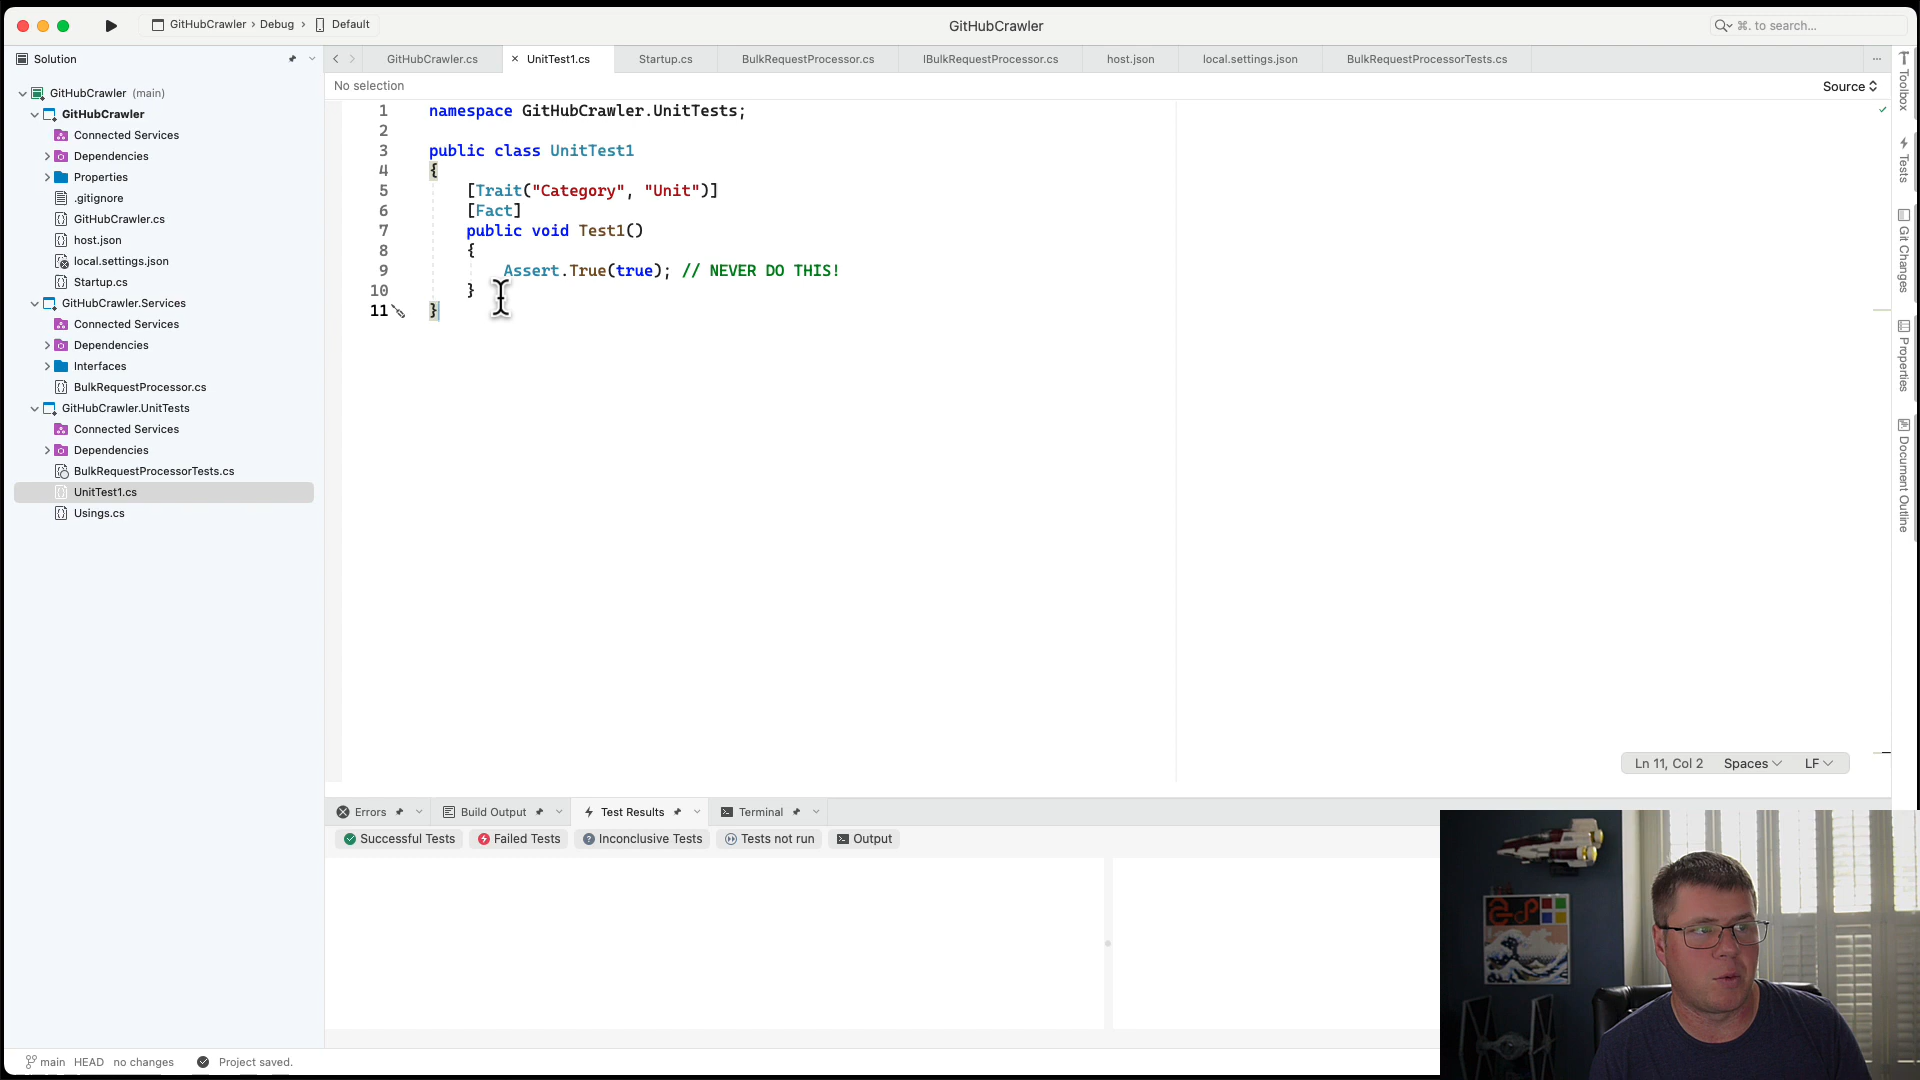 GitHubCrawler › Debug › Default
GitHubCrawler
⌘. to search...
Solution
GitHubCrawler (main)
GitHubCrawler
Connected Services
Dependencies
Properties
.gitignore
GitHubCrawler.cs
host.json
local.settings.json
Startup.cs
GitHubCrawler.Services
Connected Services
Dependencies
Interfaces
BulkRequestProcessor.cs
GitHubCrawler.UnitTests
Connected Services
Dependencies
BulkRequestProcessorTests.cs
UnitTest1.cs
Usings.cs
GitHubCrawler.cs
UnitTest1.cs
Startup.cs
BulkRequestProcessor.cs
IBulkRequestProcessor.cs
host.json
local.settings.json
BulkRequestProcessorTests.cs
No selection
Source
1 namespace GitHubCrawler.UnitTests;
2
3 public class UnitTest1
4 {
5 [Trait("Category", "Unit")]
6 [Fact]
7 public void Test1()
8 {
9 Assert.True(true); // NEVER DO THIS!
10 }
11 }
Ln 11, Col 2 Spaces LF
Toolbox
Tests
Git Changes
Properties
Document Outline
Errors
Build Output
Test Results
Terminal
Successful Tests
Failed Tests
Inconclusive Tests
Tests not run
Output
main HEAD no changes Project saved.